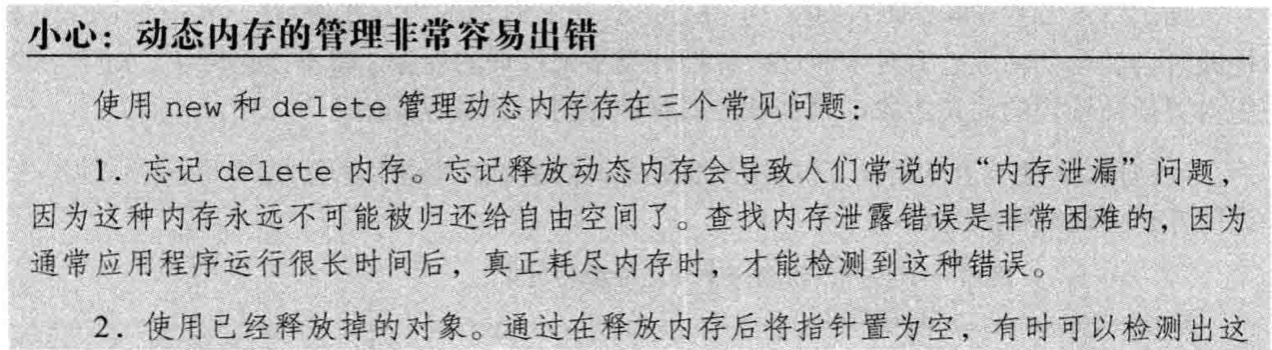 小心：动态内存的管理非常容易出错
使用 new 和 delete 管理动态内存存在三个常见问题：
1．忘记 delete 内存。忘记释放动态内存会导致人们常说的“内存泄漏”问题，
因为这种内存永远不可能被归还给自由空间了。查找内存泄露错误是非常困难的，因为
通常应用程序运行很长时间后，真正耗尽内存时，才能检测到这种错误。
2．使用已经释放掉的对象。通过在释放内存后将指针置为空，有时可以检测出这